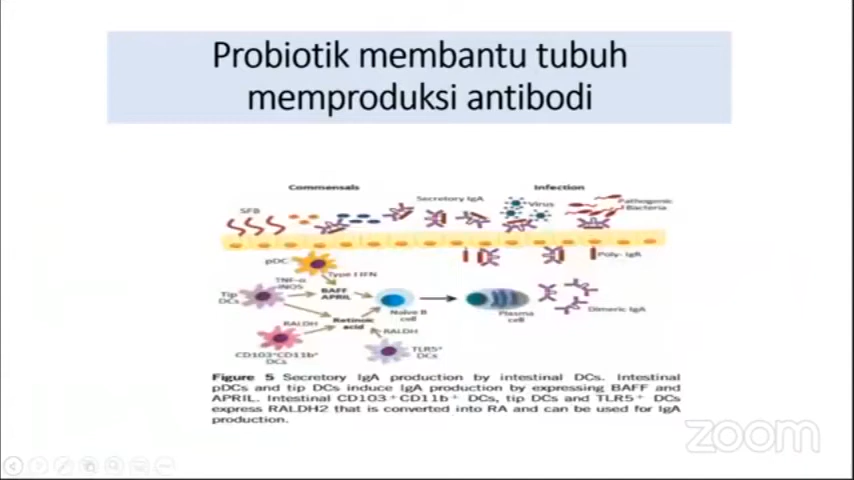 Probiotik membantu tubuh
memproduksi antibodi
Commensals
Infection
SFB
Secretory IgA
Virus
Pathogenic
Bacteria
pDC
Type I IFN
Poly- IgA
TNF-α
iNOS
Tip
DCs
BAFF
APRIL
Naïve B
cell
Plasma
cell
Dimeric IgA
RALDH
Retinoic
acid
RALDH
CD103⁺CD11b⁺
DCs
TLR5⁺
DCs
Figure 5 Secretory IgA production by intestinal DCs. Intestinal
pDCs and tip DCs induce IgA production by expressing BAFF and
APRIL. Intestinal CD103⁺CD11b⁺ DCs, tip DCs and TLR5⁺ DCs
express RALDH2 that is converted into RA and can be used for IgA
production.
zoom